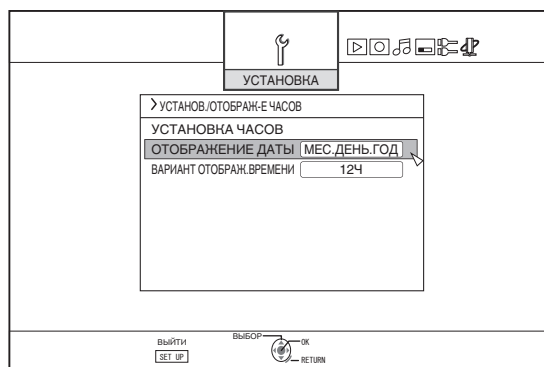 УСТАНОВКА
УСТАНОВ./ОТОБРАЖ-Е ЧАСОВ
УСТАНОВКА ЧАСОВ
ОТОБРАЖЕНИЕ ДАТЫ МЕС.ДЕНЬ.ГОД
ВАРИАНТ ОТОБРАЖ.ВРЕМЕНИ 12Ч
ВЫЙТИ
SET UP
ВЫБОР
OK
RETURN